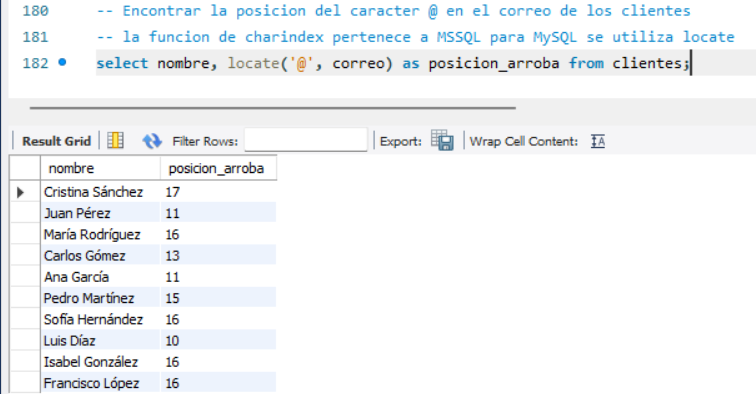 180 -- Encontrar la posicion del caracter @ en el correo de los clientes
181 -- la funcion de charindex pertenece a MSSQL para MySQL se utiliza locate
182 select nombre, locate('@', correo) as posicion_arroba from clientes;
Result Grid Filter Rows: Export: Wrap Cell Content: IA
nombre posicion_arroba
Cristina Sánchez 17
Juan Pérez 11
María Rodríguez 16
Carlos Gómez 13
Ana García 11
Pedro Martínez 15
Sofía Hernández 16
Luis Díaz 10
Isabel González 16
Francisco López 16